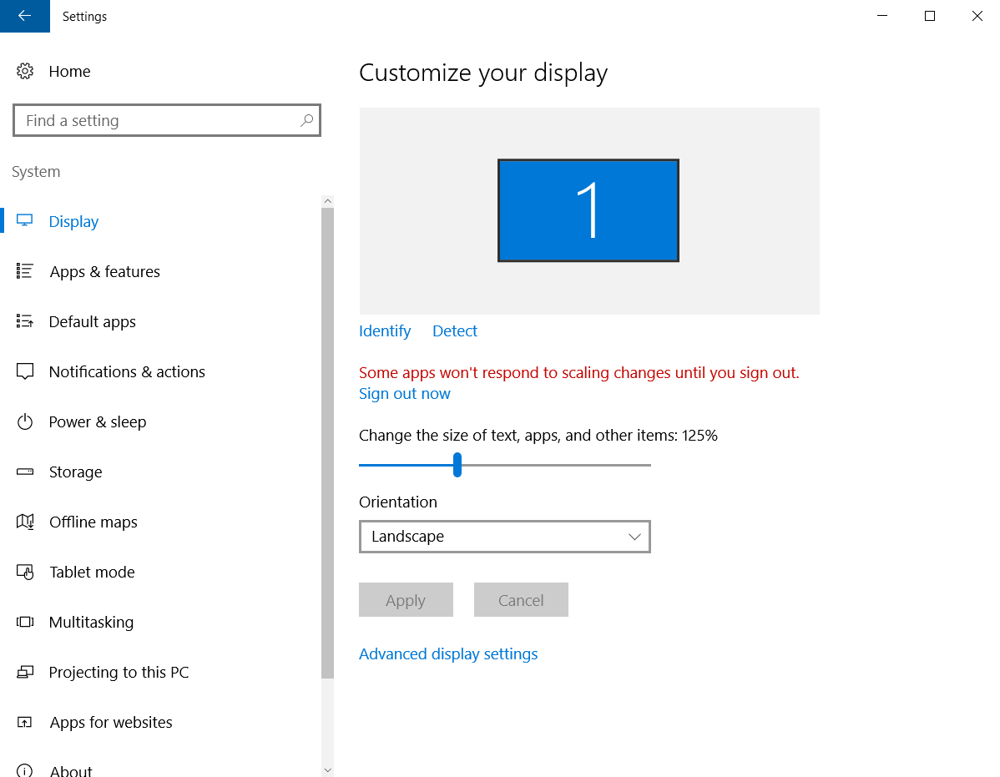 Settings
Home
Find a setting
System
Display
Apps & features
Default apps
Notifications & actions
Power & sleep
Storage
Offline maps
Tablet mode
Multitasking
Projecting to this PC
Apps for websites
About
Customize your display
1
Identify Detect
Some apps won't respond to scaling changes until you sign out.
Sign out now
Change the size of text, apps, and other items: 125%
Orientation
Landscape
Apply Cancel
Advanced display settings